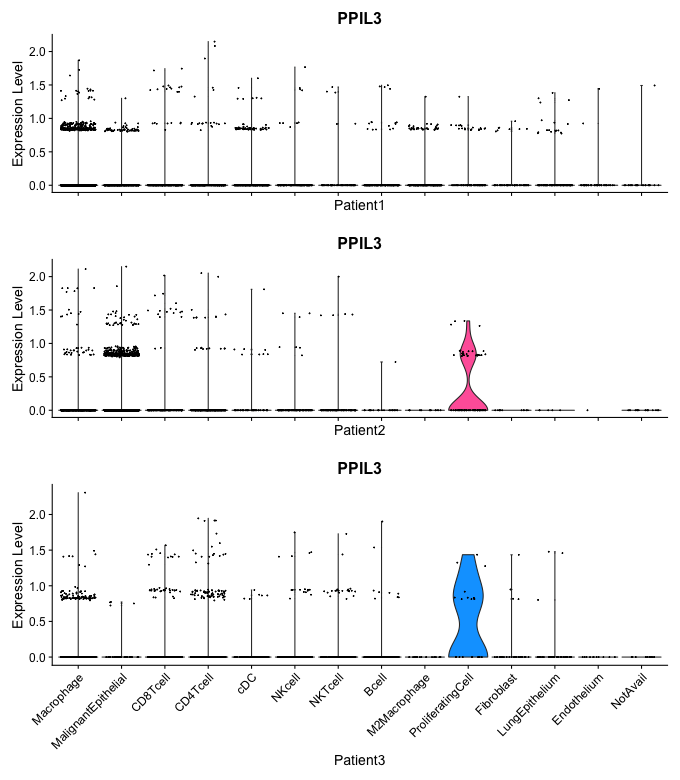 PPIL3
Expression Level
2.0
1.5
1.0
0.5
0.0
Patient1
PPIL3
Expression Level
2.0
1.5
1.0
0.5
0.0
Patient2
PPIL3
Expression Level
2.0
1.5
1.0
0.5
0.0
Macrophage
MalignantEpithelial
CD8Tcell
CD4Tcell
cDC
NKcell
NKTcell
Bcell
M2Macrophage
ProliferatingCell
Fibroblast
LungEpithelium
Endothelium
NotAvail
Patient3